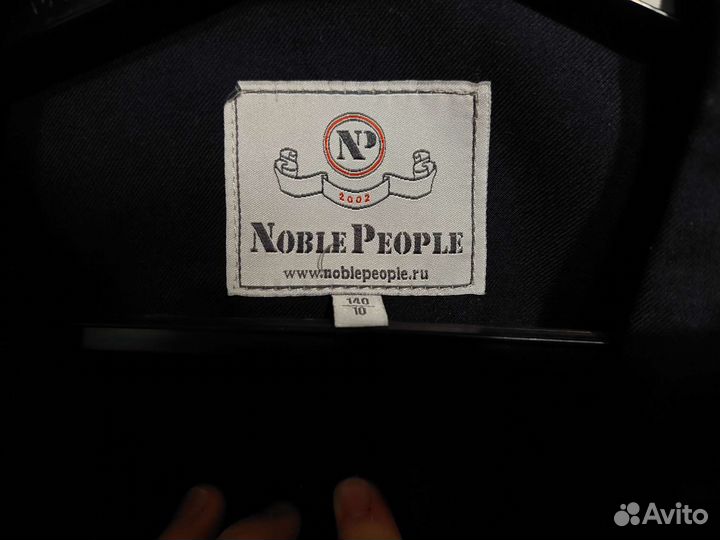 NP
2002
NOBLE PEOPLE
www.noblepeople.ru
140
10
Avito